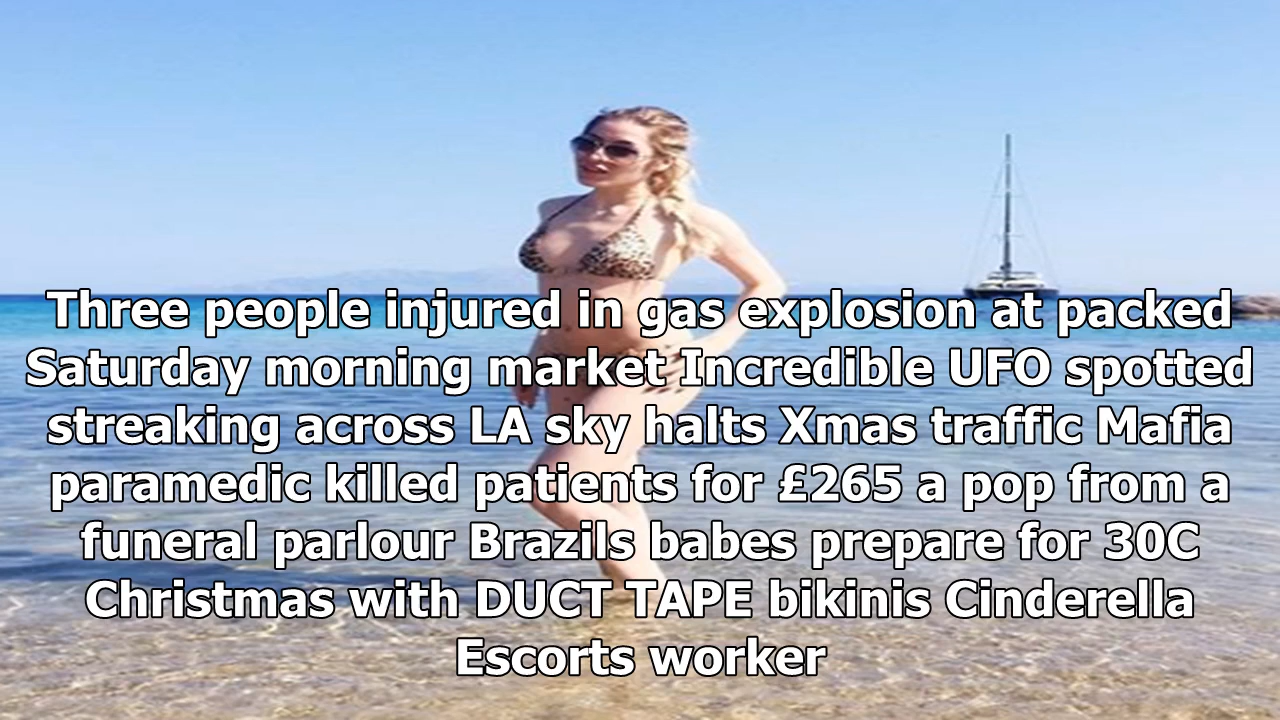 Three people injured in gas explosion at packed
Saturday morning market Incredible UFO spotted
streaking across LA sky halts Xmas traffic Mafia
paramedic killed patients for £265 a pop from a
funeral parlour Brazils babes prepare for 30C
Christmas with DUCT TAPE bikinis Cinderella
Escorts worker